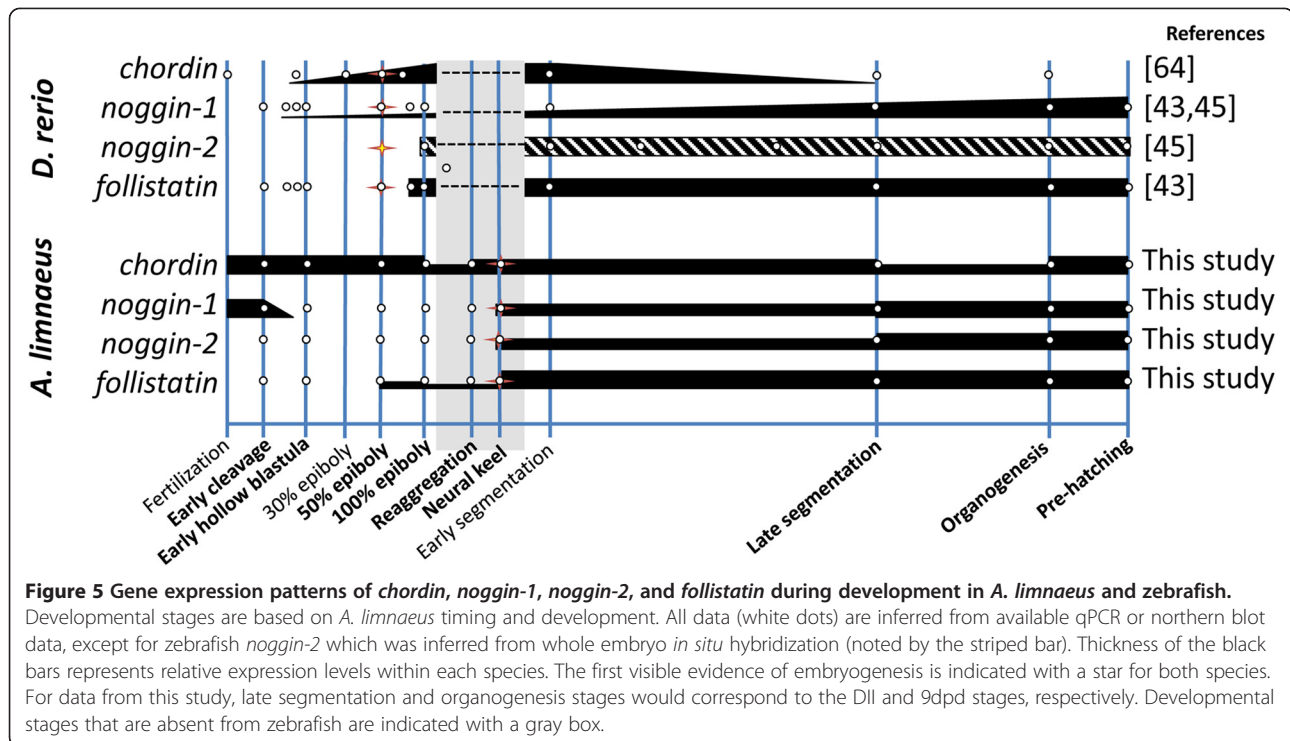 References
D. rerio
chordin [64]
noggin-1 [43,45]
noggin-2 [45]
follistatin [43]
A. limnaeus
chordin This study
noggin-1 This study
noggin-2 This study
follistatin This study
Fertilization
Early cleavage
Early hollow blastula
30% epiboly
50% epiboly
100% epiboly
Reaggregation
Neural keel
Early segmentation
Late segmentation
Organogenesis
Pre-hatching
Figure 5 Gene expression patterns of chordin, noggin-1, noggin-2, and follistatin during development in A. limnaeus and zebrafish.
Developmental stages are based on A. limnaeus timing and development. All data (white dots) are inferred from available qPCR or northern blot
data, except for zebrafish noggin-2 which was inferred from whole embryo in situ hybridization (noted by the striped bar). Thickness of the black
bars represents relative expression levels within each species. The first visible evidence of embryogenesis is indicated with a star for both species.
For data from this study, late segmentation and organogenesis stages would correspond to the DII and 9dpd stages, respectively. Developmental
stages that are absent from zebrafish are indicated with a gray box.